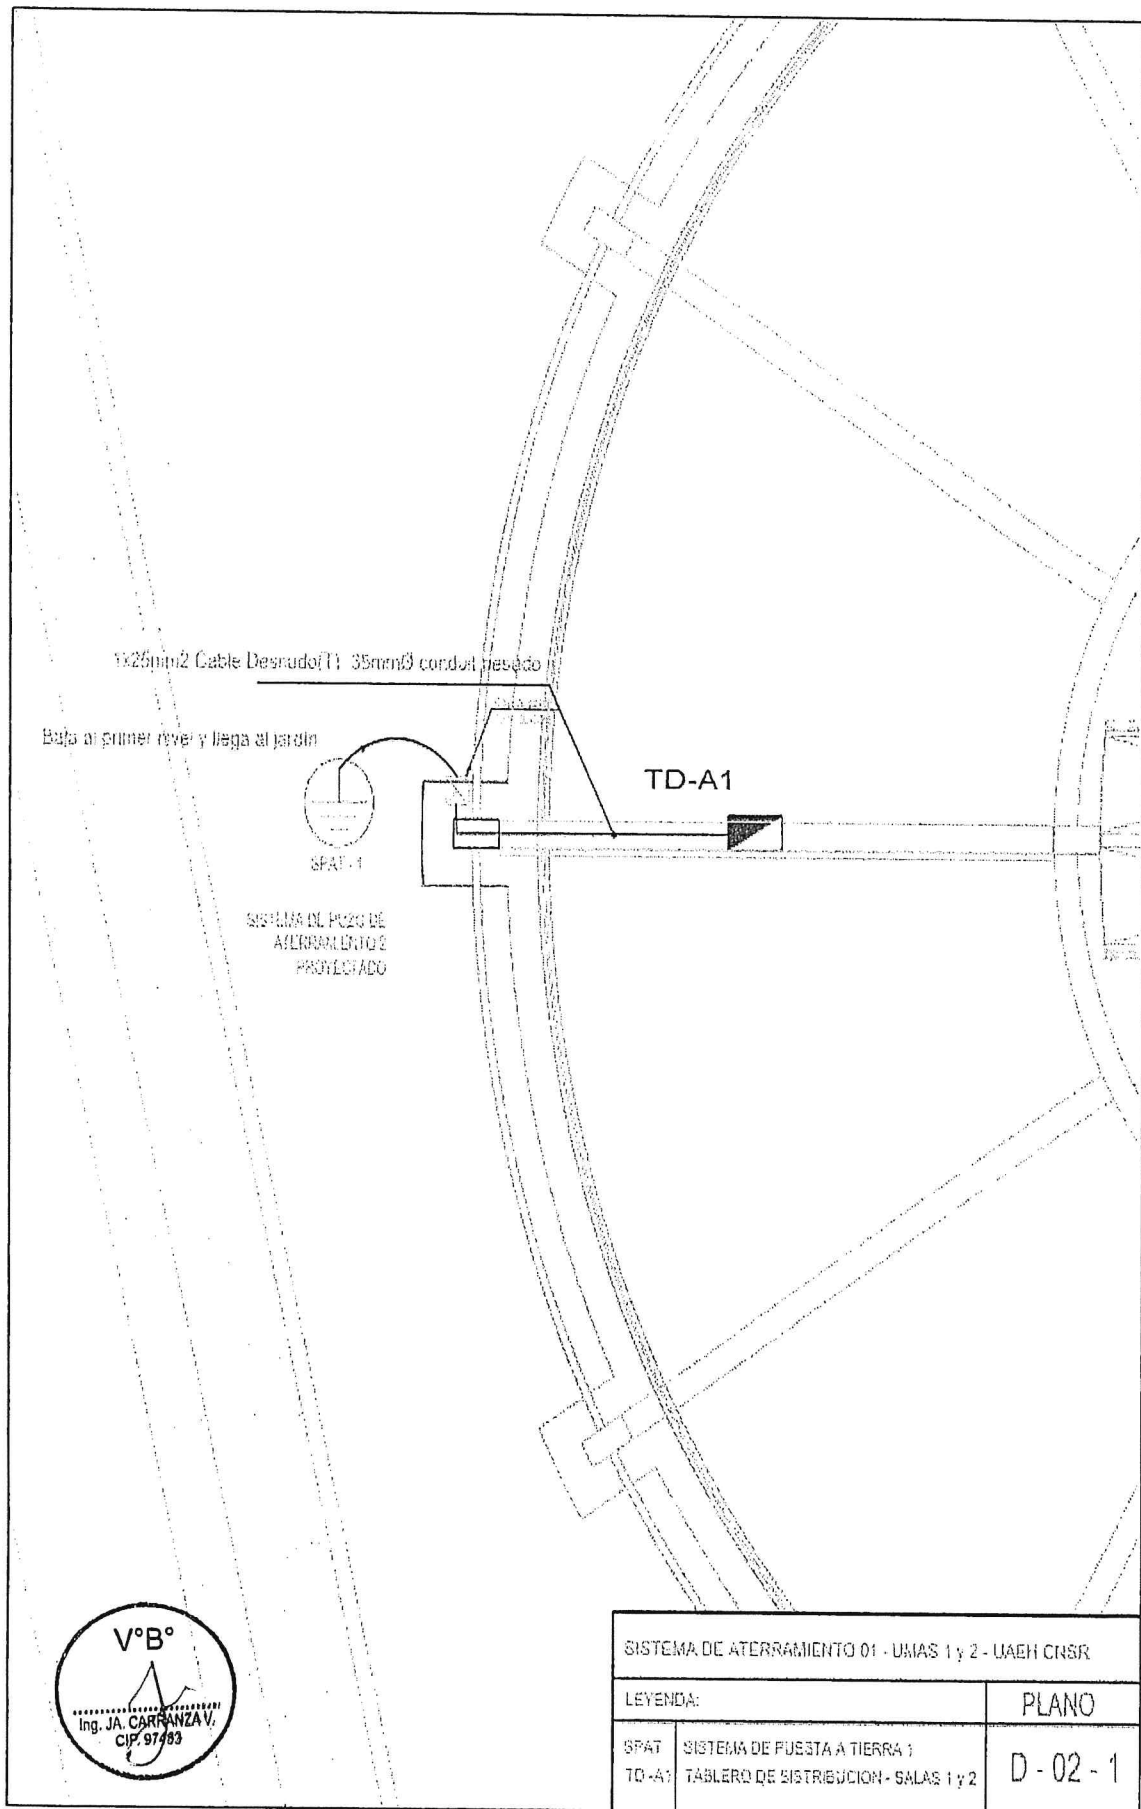 1x25mm2 Cable Desnudo(T) 35mmØ conduit pesado
Baja al primer nivel y llega al jardín
TD-A1
SPAT - 1
SISTEMA DE POZO DE
ATERRAMIENTO 2
PROYECTADO
V°B°
Ing. JA. CARRANZA V.
CIP. 97463
SISTEMA DE ATERRAMIENTO 01 - UMAS 1 y 2 - UAEH CNSR
LEYENDA:
PLANO
SPAT SISTEMA DE PUESTA A TIERRA 1
TD-A1 TABLERO DE DISTRIBUCION - SALAS 1 y 2
D - 02 - 1